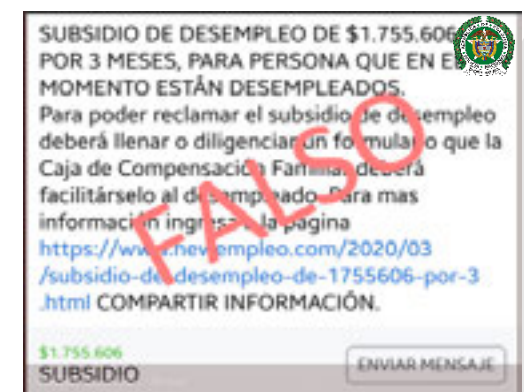 SUBSIDIO DE DESEMPLEO DE $1.755.606
POR 3 MESES, PARA PERSONA QUE EN E
MOMENTO ESTÁN DESEMPLEADOS.
Para poder reclamar el subsidio de desempleo
deberá llenar o diligenciar un formulario que la
Caja de Compensación Familiar deberá
facilitárselo al desempleado. Para mas
información ingresa a la pagina
https://www.newempleo.com/2020/03
/subsidio-de-desempleo-de-1755606-por-3
.html COMPARTIR INFORMACIÓN.
FALSO
$1.755.606
SUBSIDIO
ENVIAR MENSAJE